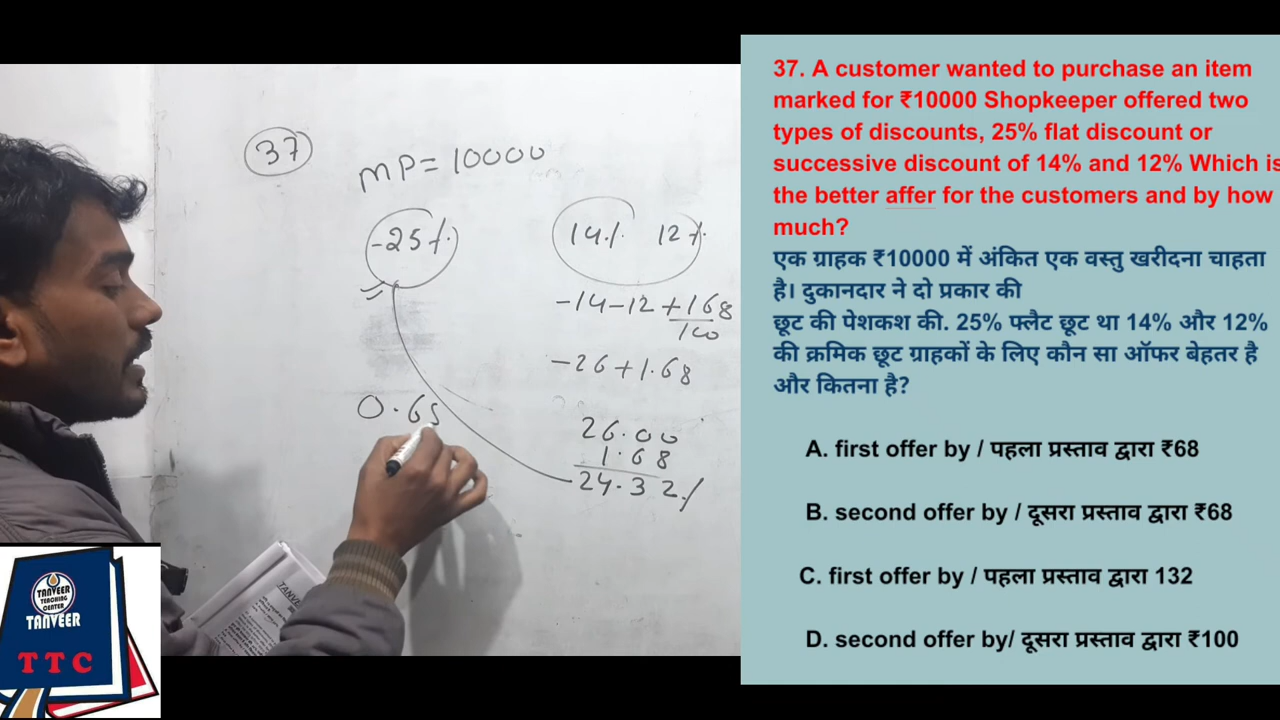 37
MP = 10000
-25%
14% 12%
-14-12+168
100
-26+1.68
0.68
26.00
1.68
24.32%
37. A customer wanted to purchase an item
marked for ₹10000 Shopkeeper offered two
types of discounts, 25% flat discount or
successive discount of 14% and 12% Which is
the better affer for the customers and by how
much?
एक ग्राहक ₹10000 में अंकित एक वस्तु खरीदना चाहता
है। दुकानदार ने दो प्रकार की
छूट की पेशकश की. 25% फ्लैट छूट था 14% और 12%
की क्रमिक छूट ग्राहकों के लिए कौन सा ऑफर बेहतर है
और कितना है?
A. first offer by / पहला प्रस्ताव द्वारा ₹68
B. second offer by / दूसरा प्रस्ताव द्वारा ₹68
C. first offer by / पहला प्रस्ताव द्वारा 132
D. second offer by/ दूसरा प्रस्ताव द्वारा ₹100
TANVEER
TEACHING
CENTER
TANVEER
TTC
TANVEER